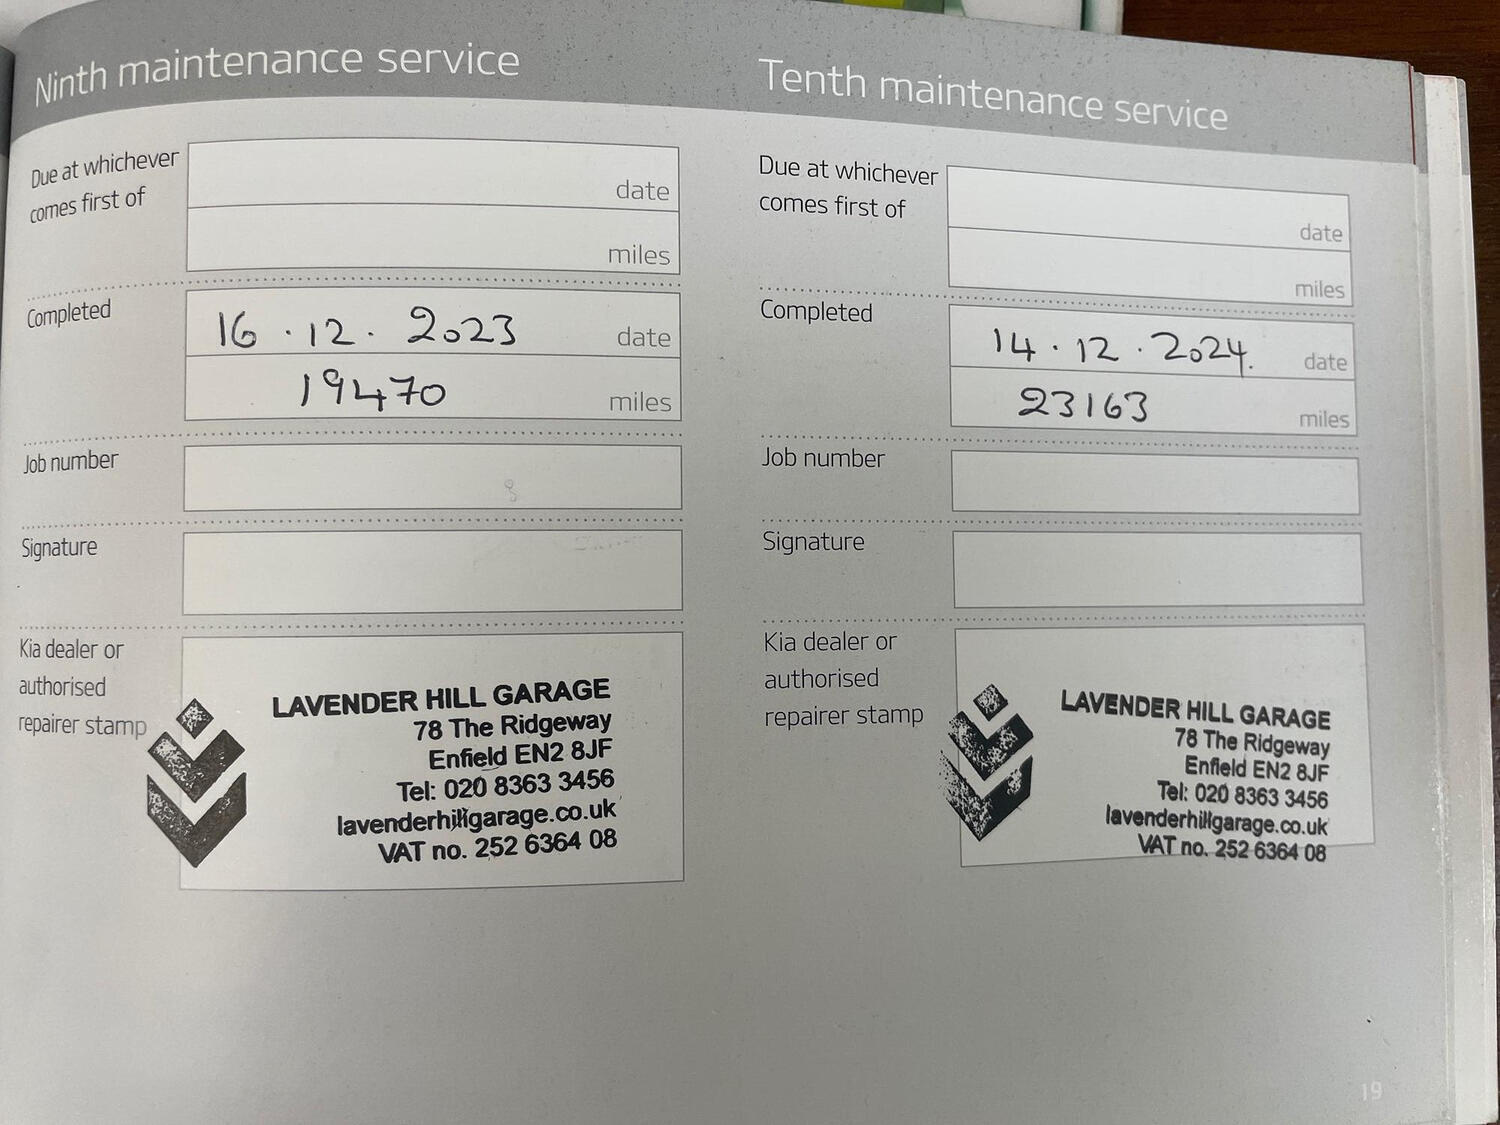 Ninth maintenance service
Due at whichever
comes first of
date
miles
Completed
16.12.2023 date
19470 miles
Job number
Signature
Kia dealer or
authorised
repairer stamp
LAVENDER HILL GARAGE
78 The Ridgeway
Enfield EN2 8JF
Tel: 020 8363 3456
lavenderhillgarage.co.uk
VAT no. 252 6364 08
Tenth maintenance service
Due at whichever
comes first of
date
miles
Completed
14.12.2024. date
23163 miles
Job number
Signature
Kia dealer or
authorised
repairer stamp
LAVENDER HILL GARAGE
78 The Ridgeway
Enfield EN2 8JF
Tel: 020 8363 3456
lavenderhillgarage.co.uk
VAT no. 252 6364 08
19